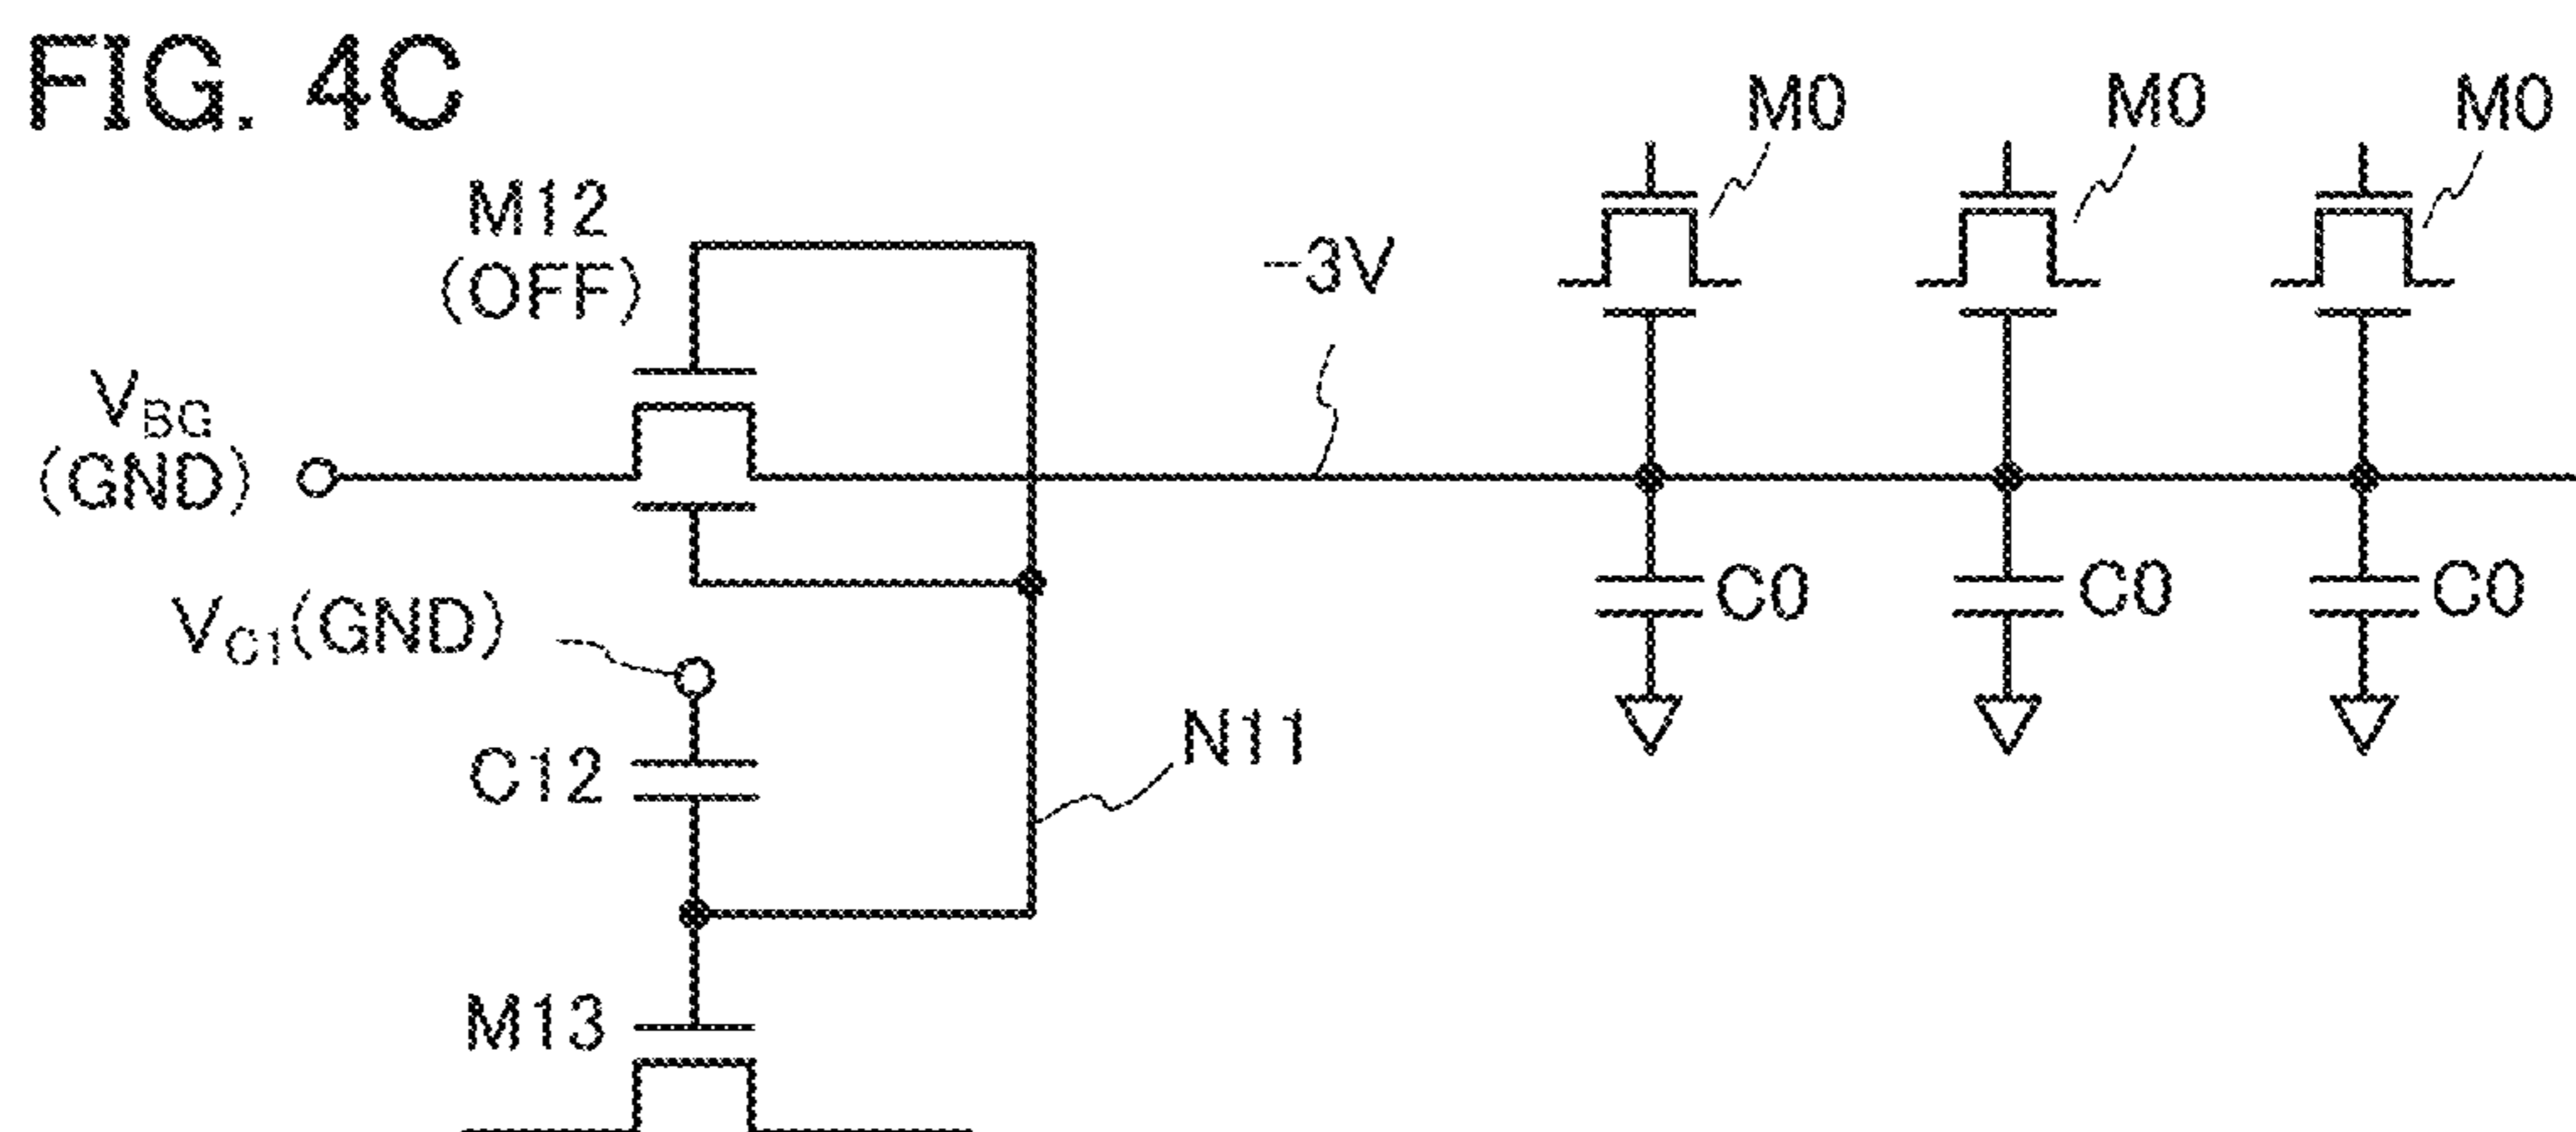 FIG. 4C
M0
M0
M0
M12
(OFF)
-3V
VBG
(GND)
VC1(GND)
C0
C0
C0
C12
N11
M13